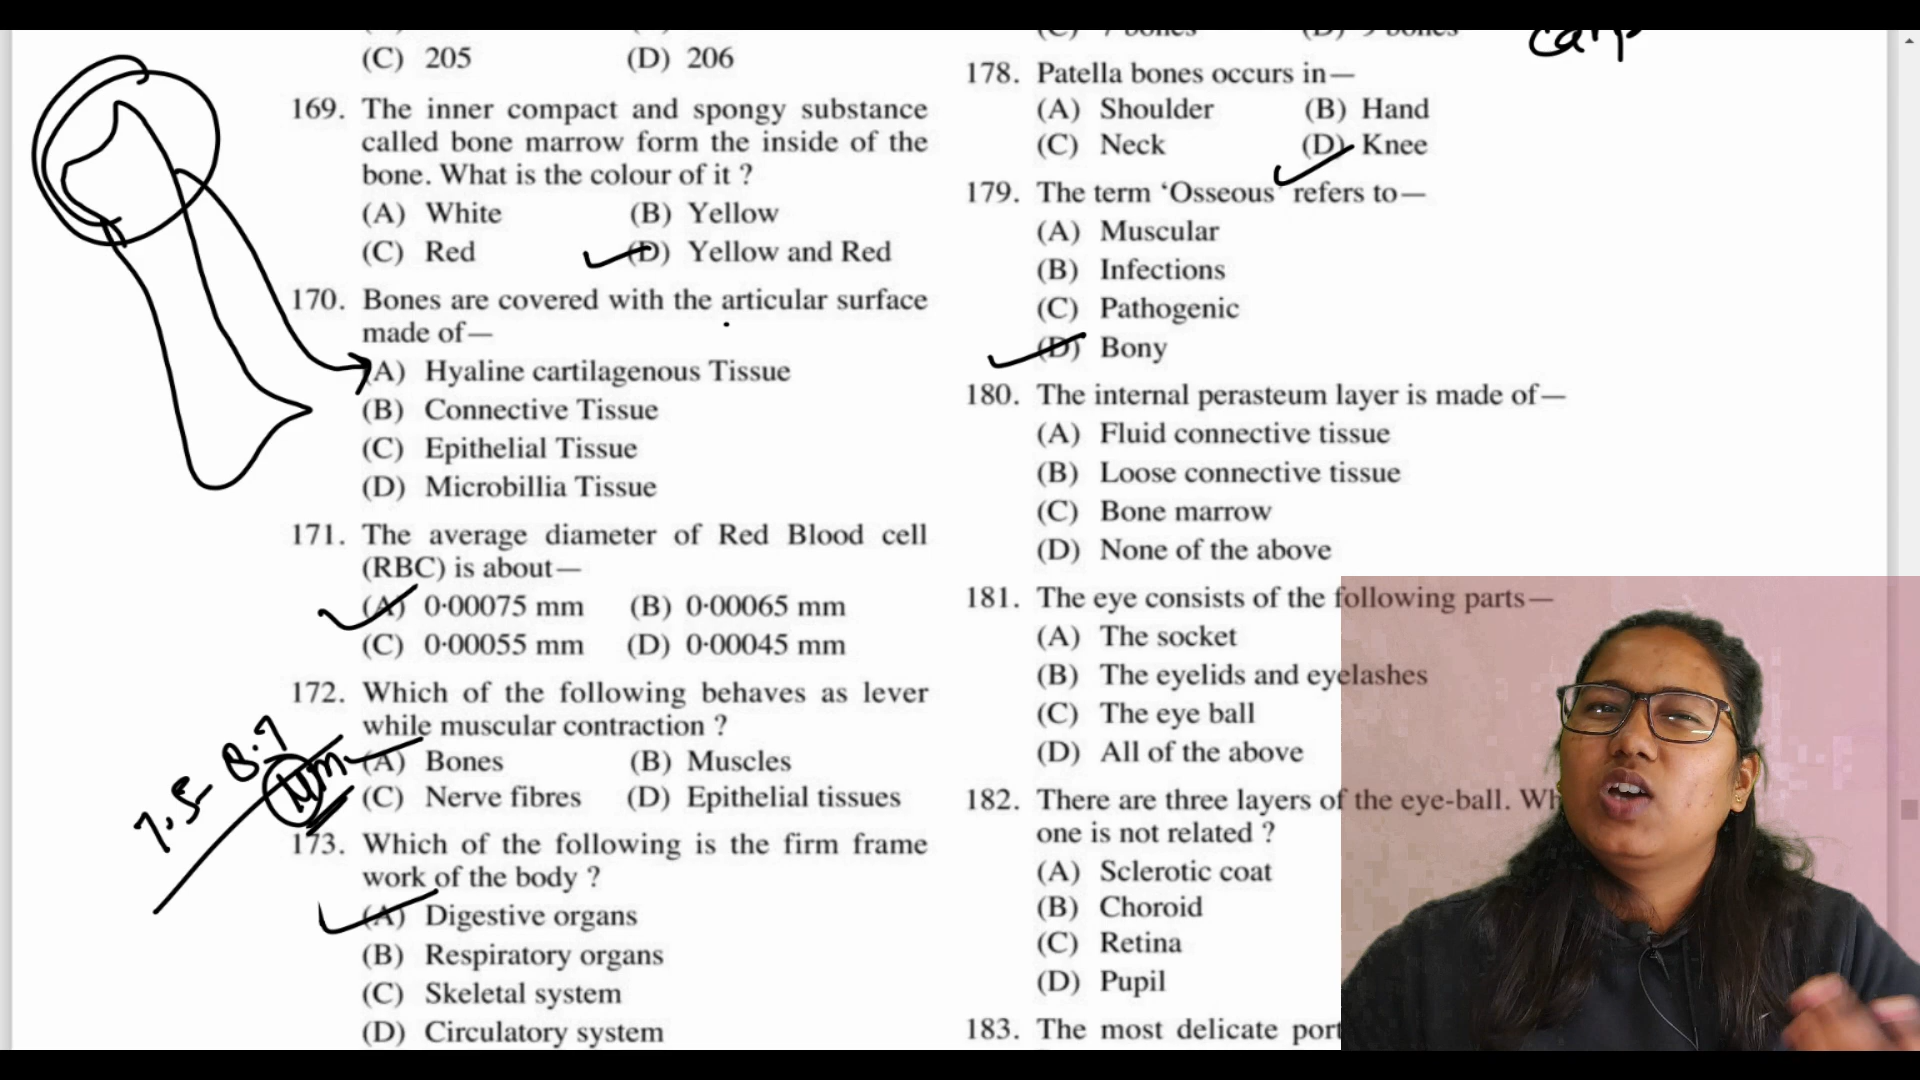 (C) 205 (D) 206
169. The inner compact and spongy substance
called bone marrow form the inside of the
bone. What is the colour of it ?
(A) White (B) Yellow
(C) Red (D) Yellow and Red
170. Bones are covered with the articular surface
made of—
(A) Hyaline cartilagenous Tissue
(B) Connective Tissue
(C) Epithelial Tissue
(D) Microbillia Tissue
171. The average diameter of Red Blood cell
(RBC) is about—
(A) 0·00075 mm (B) 0·00065 mm
(C) 0·00055 mm (D) 0·00045 mm
172. Which of the following behaves as lever
while muscular contraction ?
(A) Bones (B) Muscles
(C) Nerve fibres (D) Epithelial tissues
7.5- 8.7
173. Which of the following is the firm frame
work of the body ?
(A) Digestive organs
(B) Respiratory organs
(C) Skeletal system
(D) Circulatory system
(C) 7 bones (D) 9 bones
178. Patella bones occurs in—
(A) Shoulder (B) Hand
(C) Neck (D) Knee
179. The term ‘Osseous’ refers to—
(A) Muscular
(B) Infections
(C) Pathogenic
(D) Bony
180. The internal perasteum layer is made of—
(A) Fluid connective tissue
(B) Loose connective tissue
(C) Bone marrow
(D) None of the above
181. The eye consists of the following parts—
(A) The socket
(B) The eyelids and eyelashes
(C) The eye ball
(D) All of the above
182. There are three layers of the eye-ball. Wh
one is not related ?
(A) Sclerotic coat
(B) Choroid
(C) Retina
(D) Pupil
183. The most delicate port